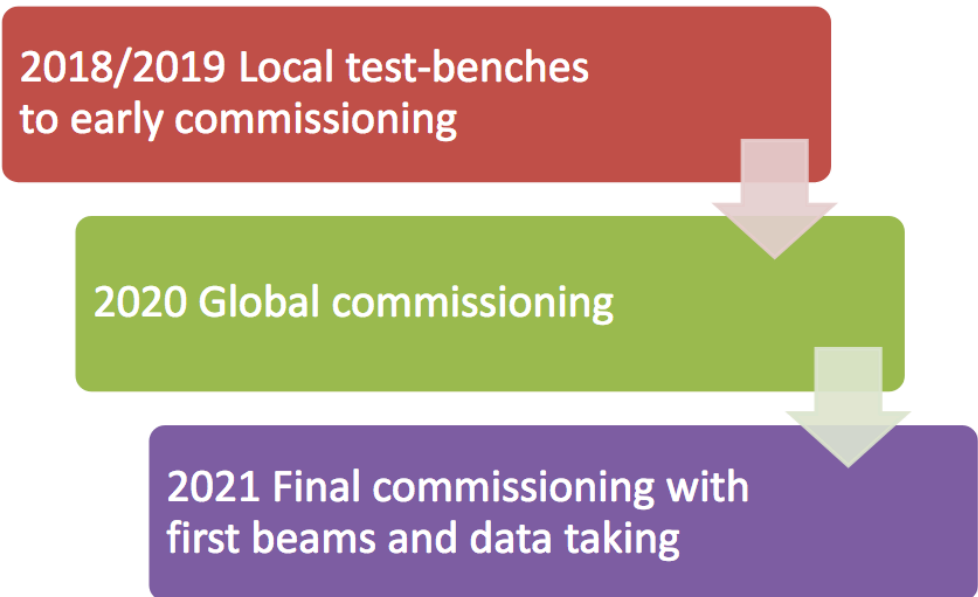 2018/2019 Local test-benches
to early commissioning
2020 Global commissioning
2021 Final commissioning with
first beams and data taking